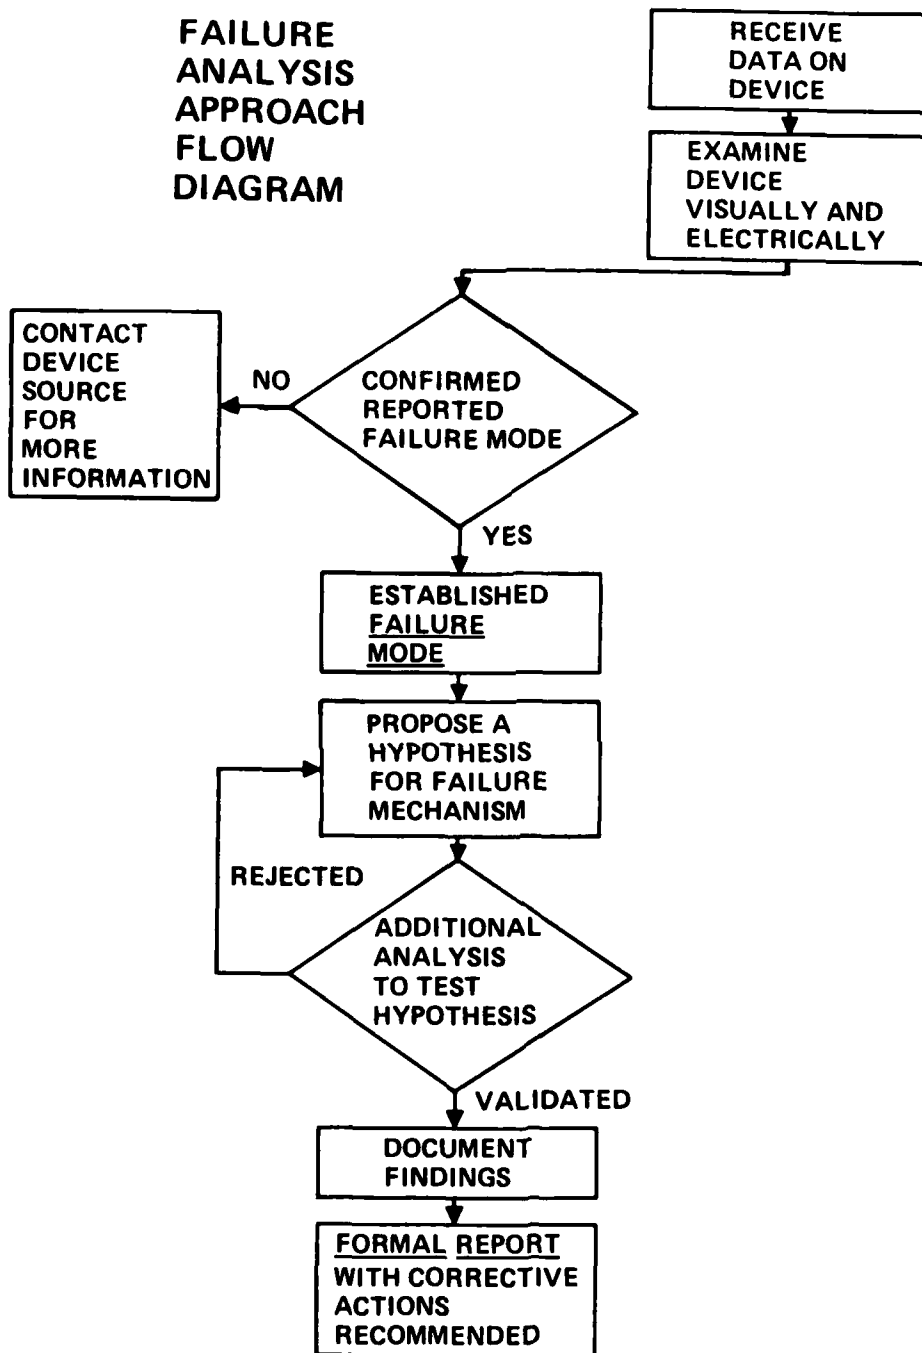 FAILURE
ANALYSIS
APPROACH
FLOW
DIAGRAM
RECEIVE
DATA ON
DEVICE
EXAMINE
DEVICE
VISUALLY AND
ELECTRICALLY
CONTACT
DEVICE
SOURCE
FOR
MORE
INFORMATION
NO
CONFIRMED
REPORTED
FAILURE MODE
YES
ESTABLISHED
FAILURE
MODE
PROPOSE A
HYPOTHESIS
FOR FAILURE
MECHANISM
REJECTED
ADDITIONAL
ANALYSIS
TO TEST
HYPOTHESIS
VALIDATED
DOCUMENT
FINDINGS
FORMAL REPORT
WITH CORRECTIVE
ACTIONS
RECOMMENDED